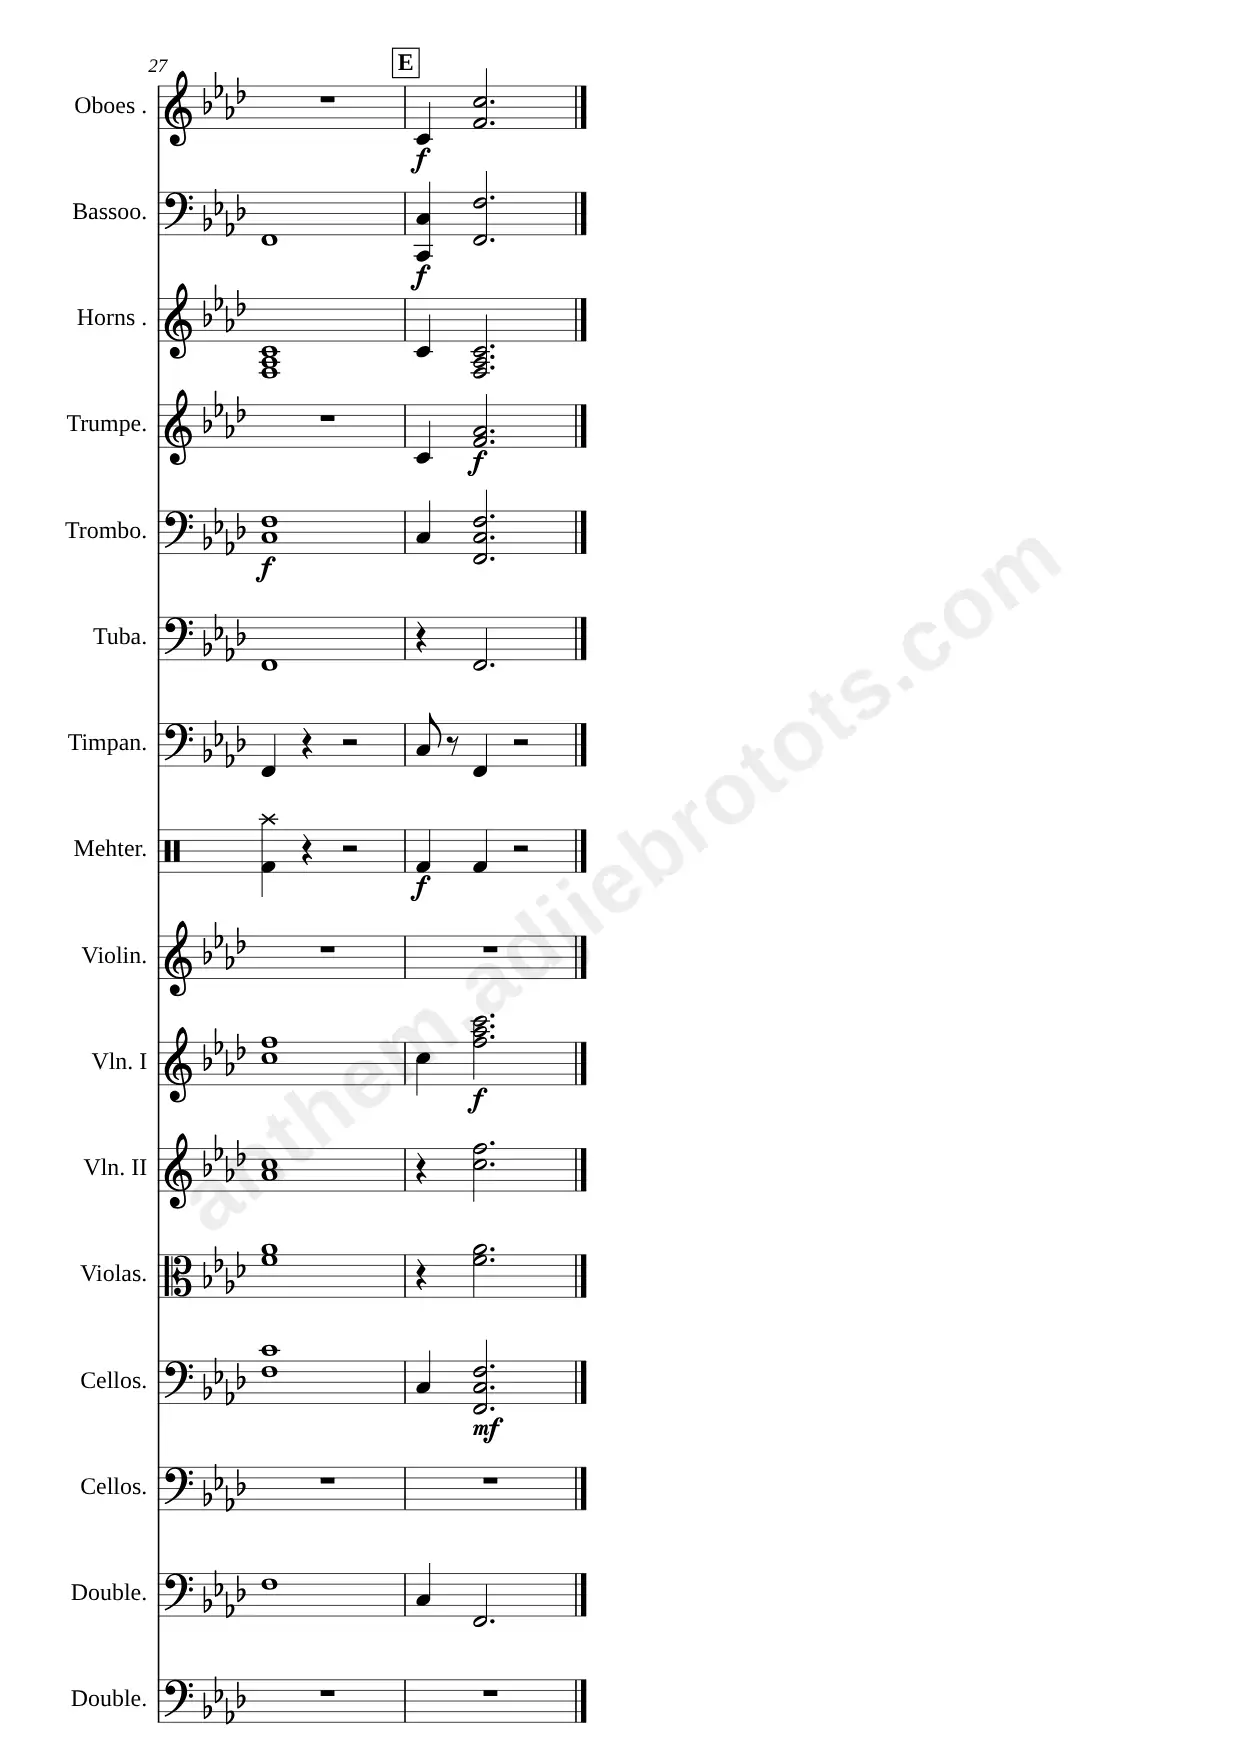 27
E
Oboes .
f
Bassoo.
f
Horns .
Trumpe.
f
Trombo.
f
Tuba.
Timpan.
Mehter.
f
Violin.
Vln. I
f
Vln. II
Violas.
Cellos.
mf
Cellos.
Double.
Double.
anthem.adjiebrotots.com